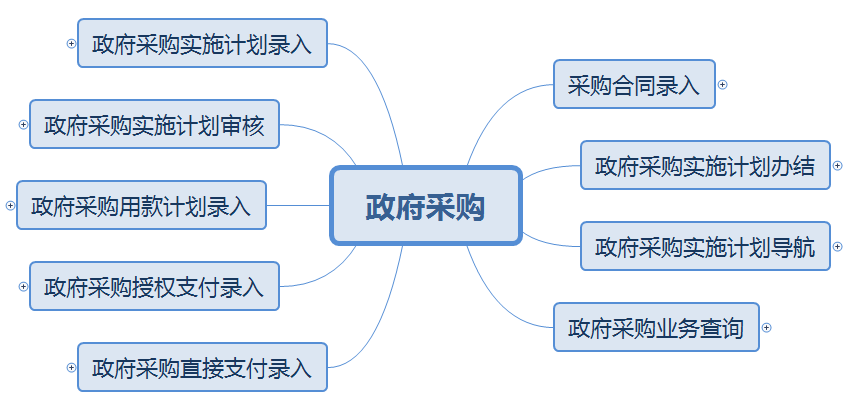 政府采购实施计划录入
政府采购实施计划审核
政府采购用款计划录入
政府采购授权支付录入
政府采购直接支付录入
政府采购
采购合同录入
政府采购实施计划办结
政府采购实施计划导航
政府采购业务查询